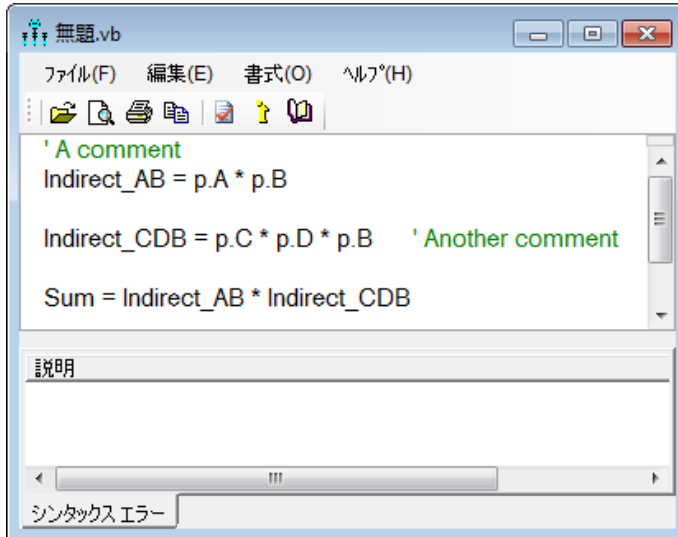 無題.vb
ファイル(F) 編集(E) 書式(O) ヘルプ(H)
' A comment
Indirect_AB = p.A * p.B
Indirect_CDB = p.C * p.D * p.B ' Another comment
Sum = Indirect_AB * Indirect_CDB
説明
シンタックス エラー